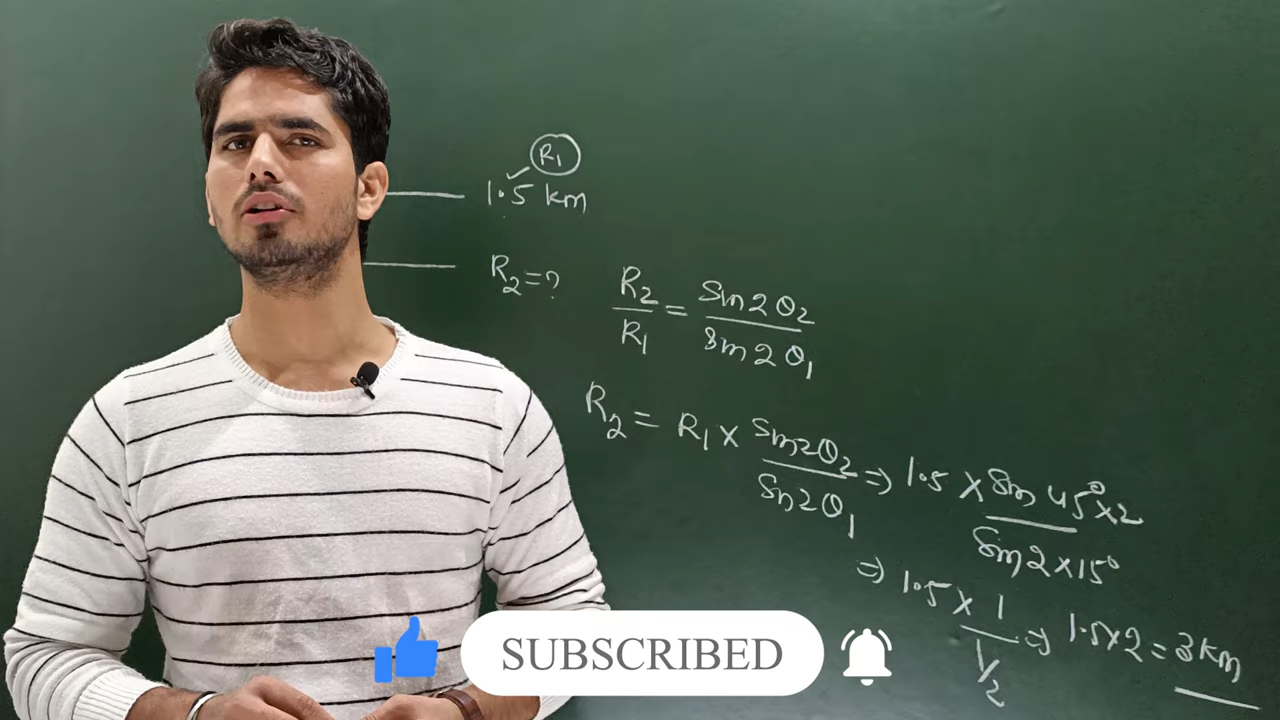 R₁
1.5 km
R₂ = ?
R₂/R₁ = Sin2θ₂/Sin2θ₁
R₂ = R₁ × Sin2θ₂/Sn2θ₁ ⇒ 1.5 × Sin 45°×2/Sin2×15°
⇒ 1.5 × 1/1/2 ⇒ 1.5×2 = 3km
SUBSCRIBED